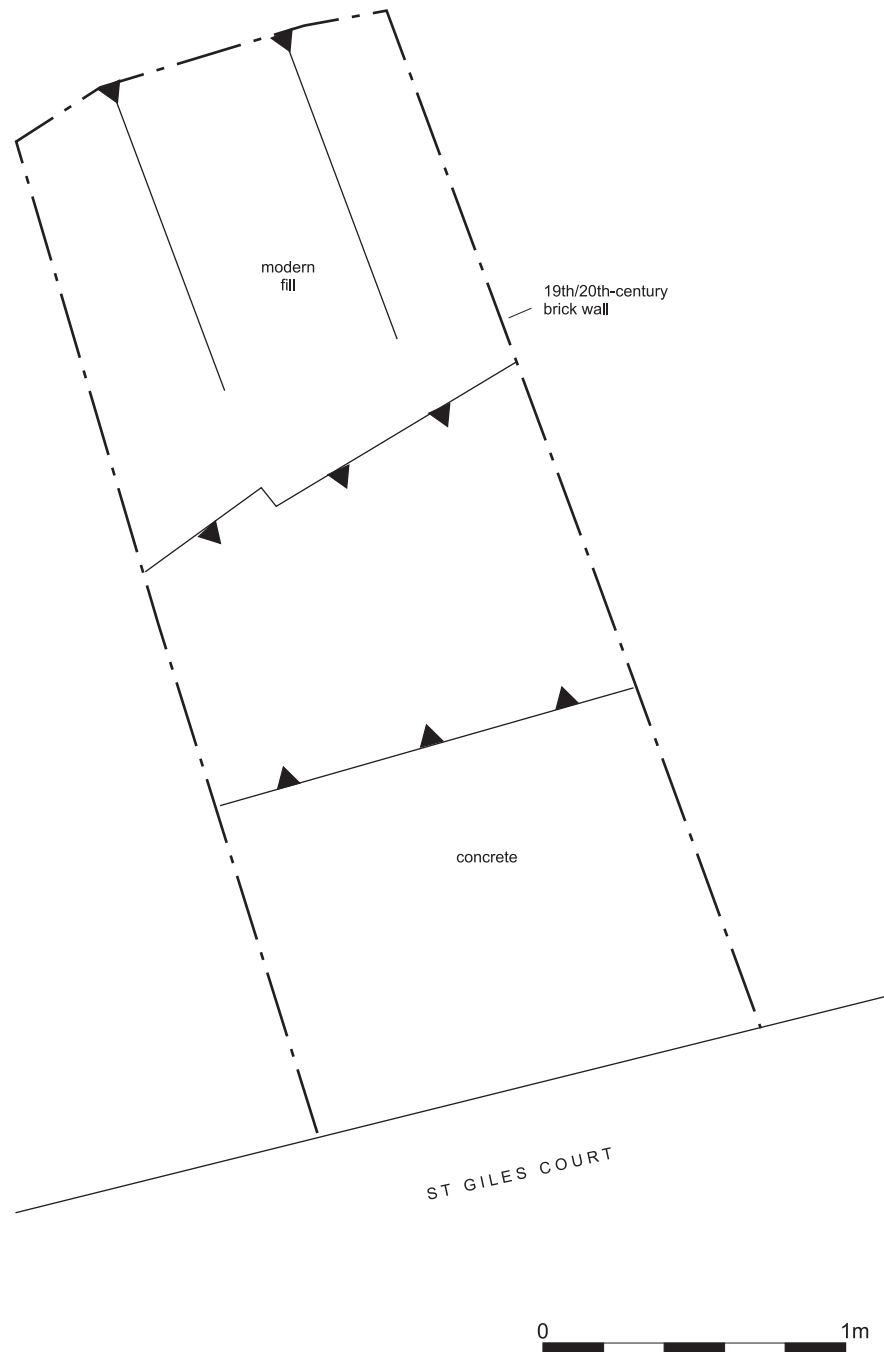 modern
fill
19th/20th-century
brick wall
concrete
ST GILES COURT
0 1m